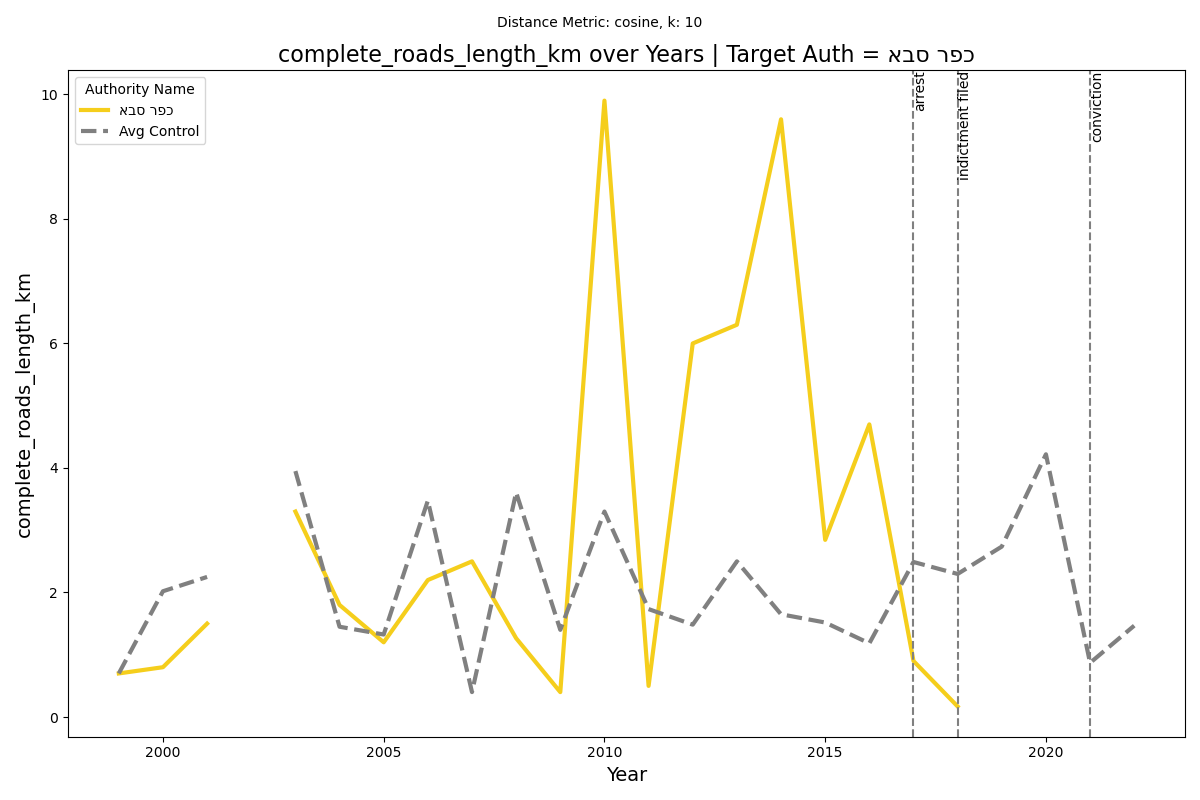 Distance Metric: cosine, k: 10
complete_roads_length_km over Years | Target Auth = כפר סבא
Authority Name
כפר סבא
Avg Control
arrest
indictment filed
conviction
complete_roads_length_km
10
8
6
4
2
0
2000
2005
2010
2015
2020
Year